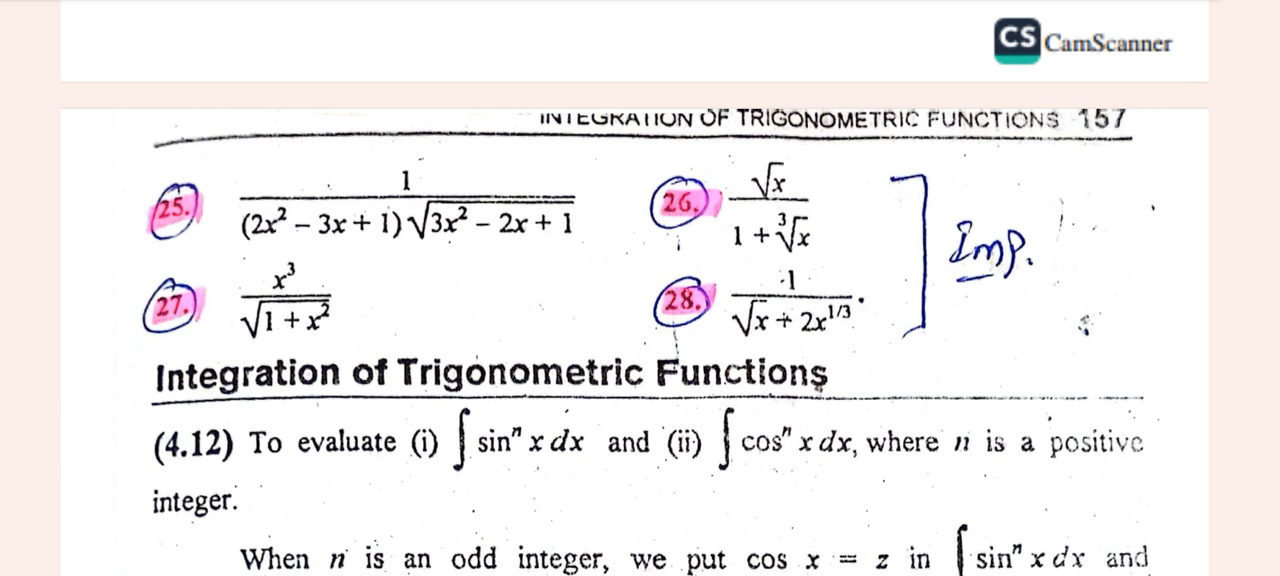 CS CamScanner
INTEGRATION OF TRIGONOMETRIC FUNCTIONS 157
25. 1 / (2x² – 3x + 1) √(3x² – 2x + 1)
26. √x / 1 + ∛x
Imp.
27. x³ / √(1 + x²)
28. 1 / √x + 2x^1/3.
Integration of Trigonometric Functions
(4.12) To evaluate (i) ∫ sinⁿ x dx and (ii) ∫ cosⁿ x dx, where n is a positive
integer.
When n is an odd integer, we put cos x = z in ∫ sinⁿ x dx and